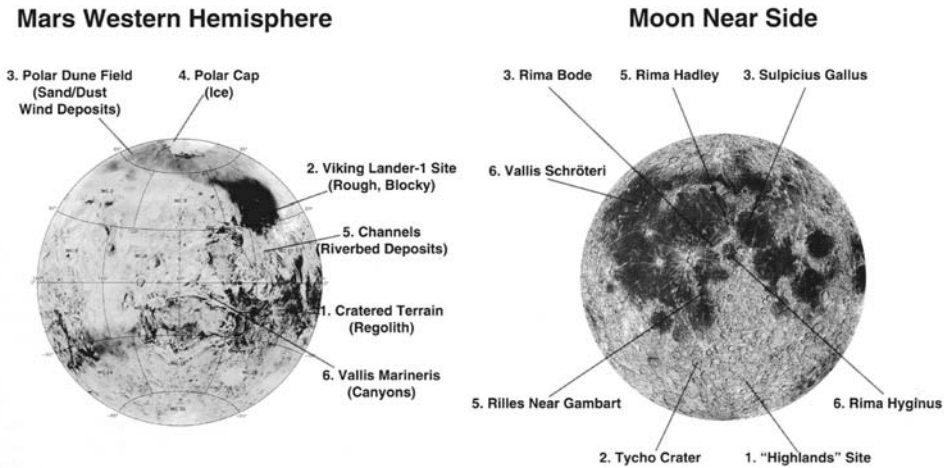 Mars Western Hemisphere
3. Polar Dune Field
(Sand/Dust
Wind Deposits)
4. Polar Cap
(Ice)
2. Viking Lander-1 Site
(Rough, Blocky)
5. Channels
(Riverbed Deposits)
1. Cratered Terrain
(Regolith)
6. Vallis Marineris
(Canyons)
Moon Near Side
3. Rima Bode
5. Rima Hadley
3. Sulpicius Gallus
6. Vallis Schröteri
5. Rilles Near Gambart
6. Rima Hyginus
2. Tycho Crater
1. “Highlands” Site